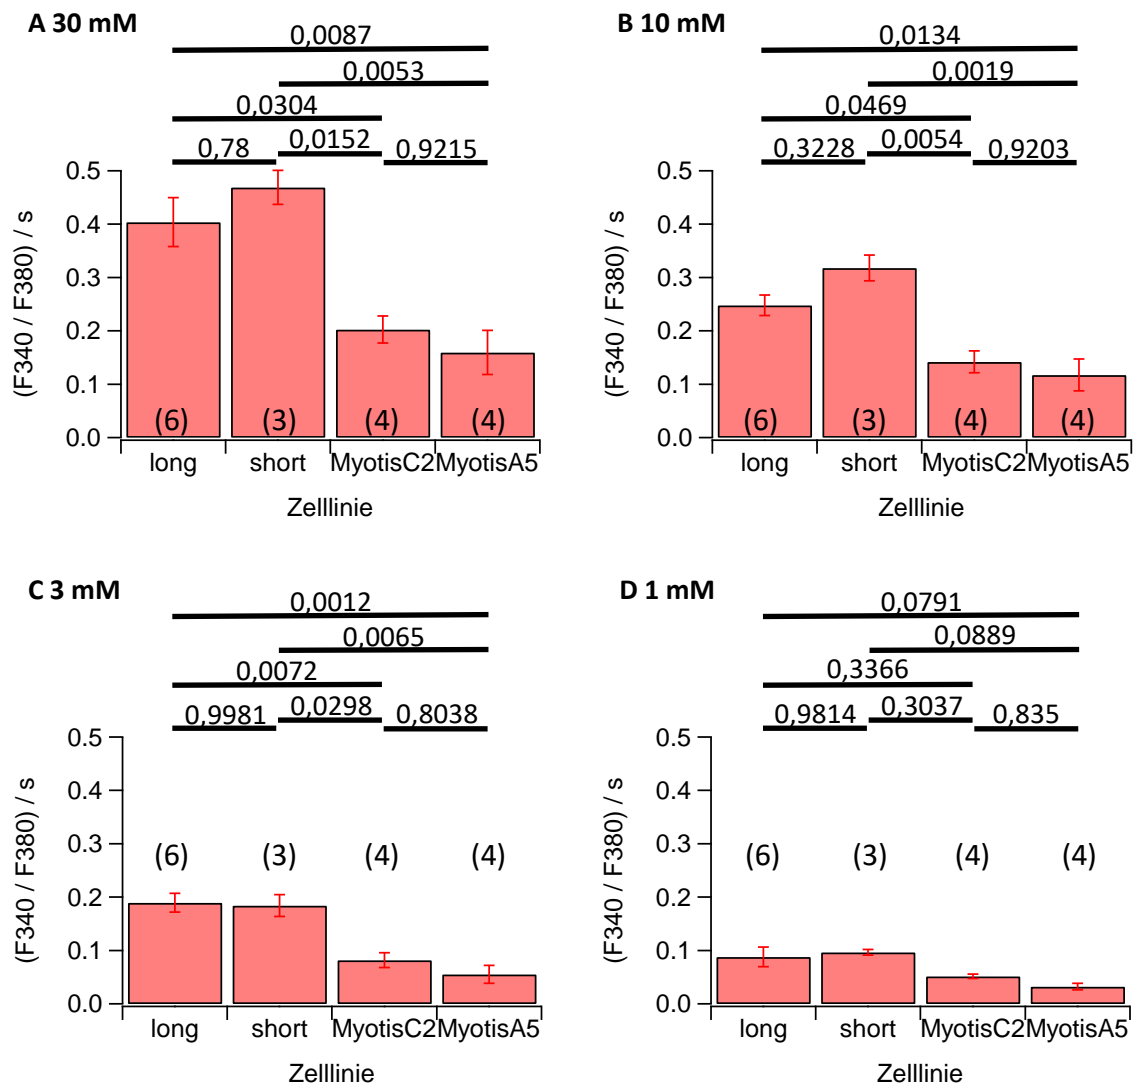 A 30 mM
0,0087
0,0053
0,0304
0,78 0,0152 0,9215
0.5
0.4
0.3
0.2
0.1
0.0
(F340 / F380) / s
(6) (3) (4) (4)
long short MyotisC2 MyotisA5
Zelllinie
B 10 mM
0,0134
0,0019
0,0469
0,3228 0,0054 0,9203
0.5
0.4
0.3
0.2
0.1
0.0
(F340 / F380) / s
(6) (3) (4) (4)
long short MyotisC2 MyotisA5
Zelllinie
C 3 mM
0,0012
0,0065
0,0072
0,9981 0,0298 0,8038
0.5
0.4
0.3
0.2
0.1
0.0
(F340 / F380) / s
(6) (3) (4) (4)
long short MyotisC2 MyotisA5
Zelllinie
D 1 mM
0,0791
0,0889
0,3366
0,9814 0,3037 0,835
0.5
0.4
0.3
0.2
0.1
0.0
(F340 / F380) / s
(6) (3) (4) (4)
long short MyotisC2 MyotisA5
Zelllinie